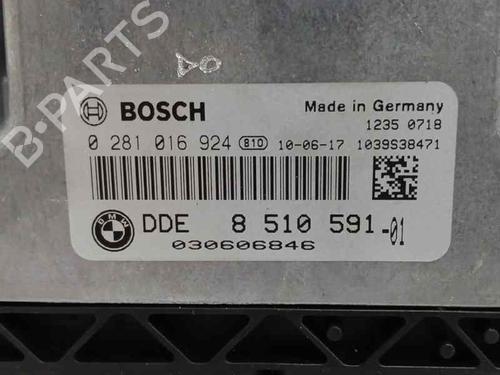 B-PARTS
BOSCH
Made in Germany
1235 0718
0 281 016 924 810 10-06-17 1039S38471
BMW
DDE 8 510 591-01
030606846